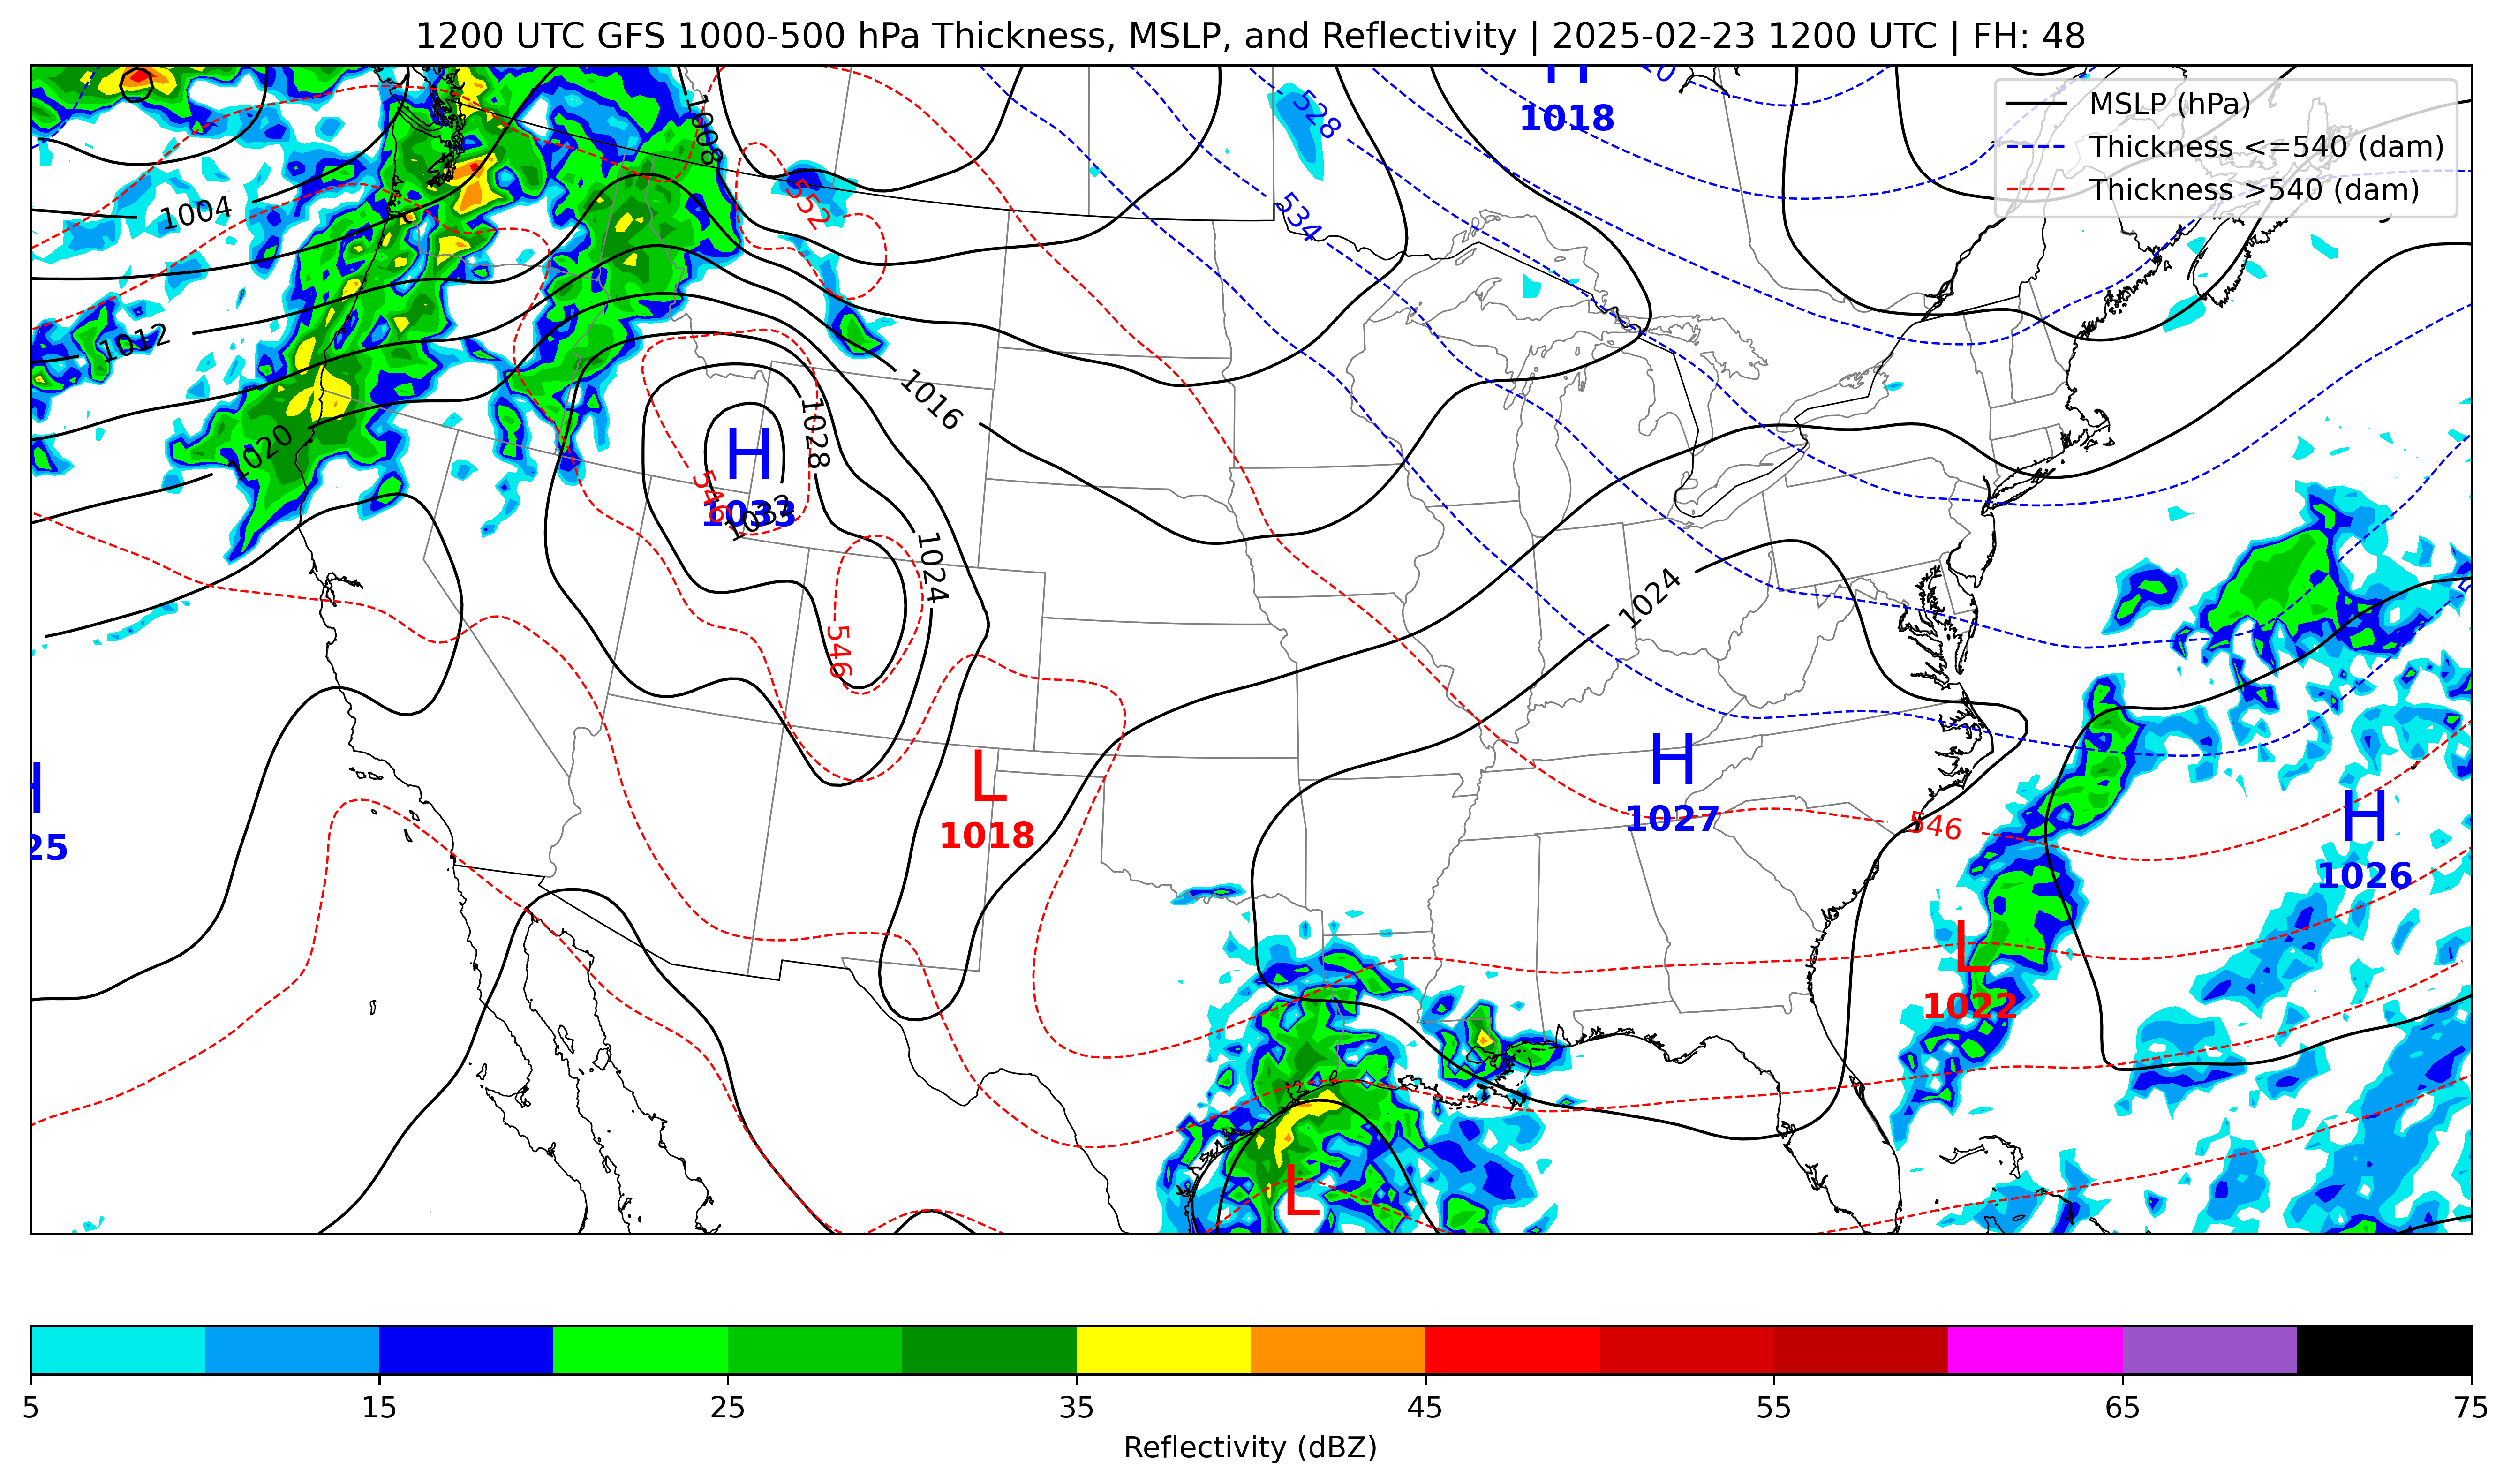 1200 UTC GFS 1000-500 hPa Thickness, MSLP, and Reflectivity | 2025-02-23 1200 UTC | FH: 48
MSLP (hPa)
Thickness <=540 (dam)
Thickness >540 (dam)
H
1018
1008
528
552
534
1004
1012
1016
1020
1028
H
1033
1032
546
1024
546
1024
H
25
L
1018
H
1027
546
H
1026
L
1022
L
5
15
25
35
45
55
65
75
Reflectivity (dBZ)